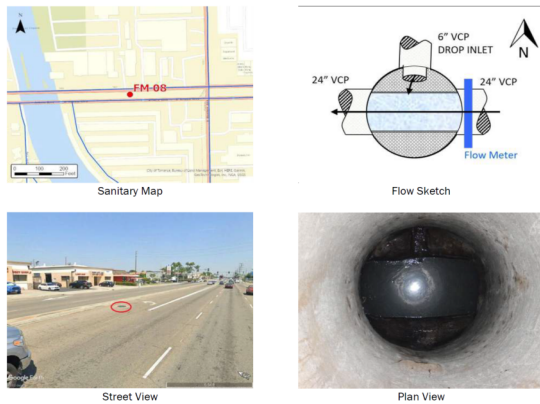 FM-08
0 100 200
Feet
Sanitary Map
6” VCP
DROP INLET
N
24” VCP
24” VCP
Flow Meter
Flow Sketch
Google Earth
Street View
Plan View